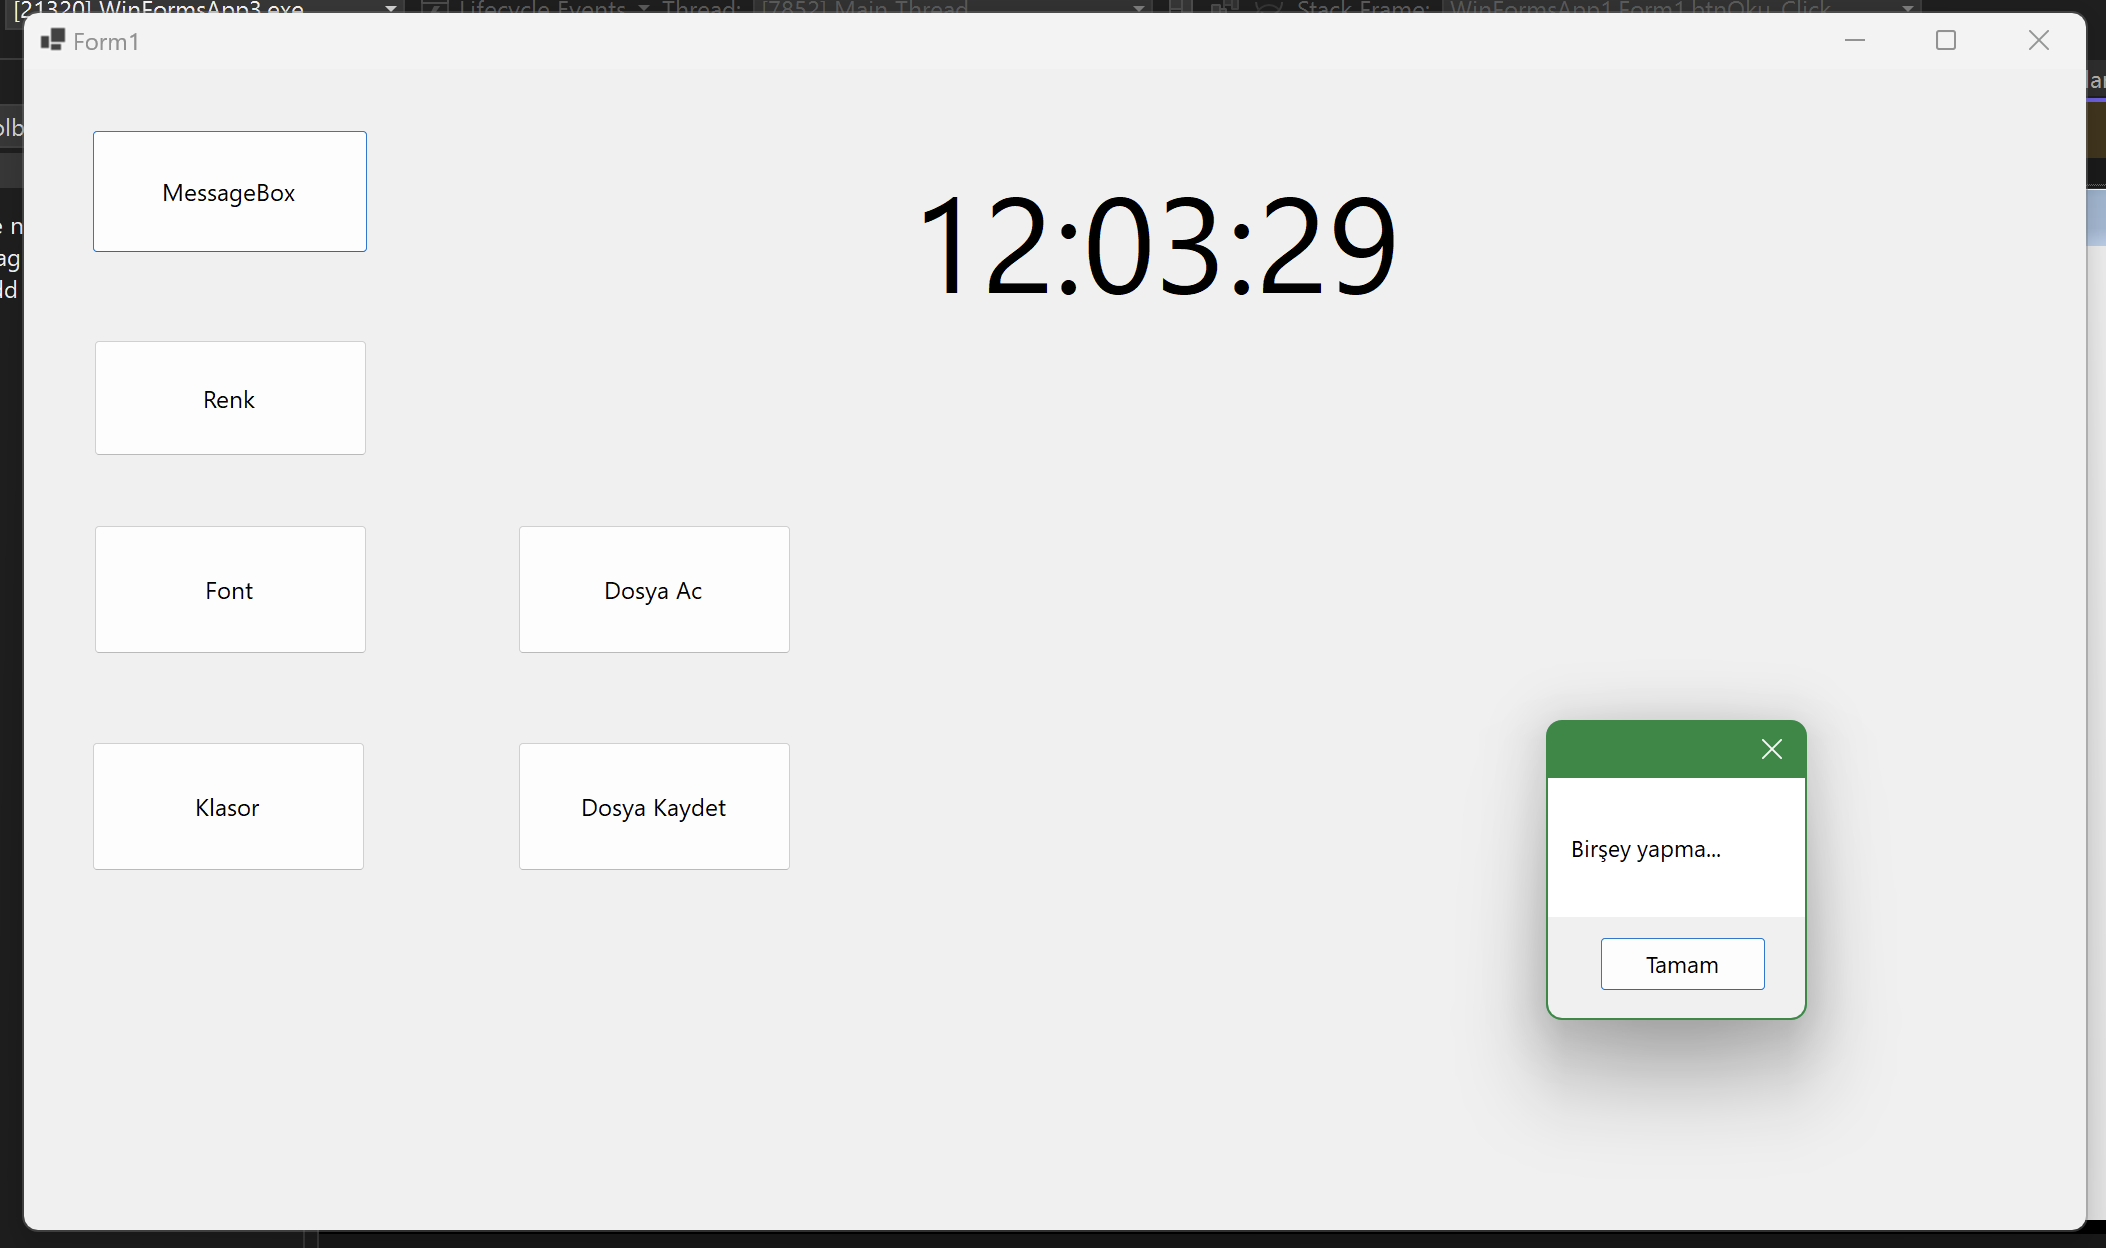 [21320] WinFormsApp3.exe Lifecycle Events Thread: [7852] Main Thread Stack Frame: WinFormsApp1.Form1.btnOku_Click
Form1
MessageBox
12:03:29
Renk
Font
Dosya Ac
Klasor
Dosya Kaydet
Birşey yapma...
Tamam